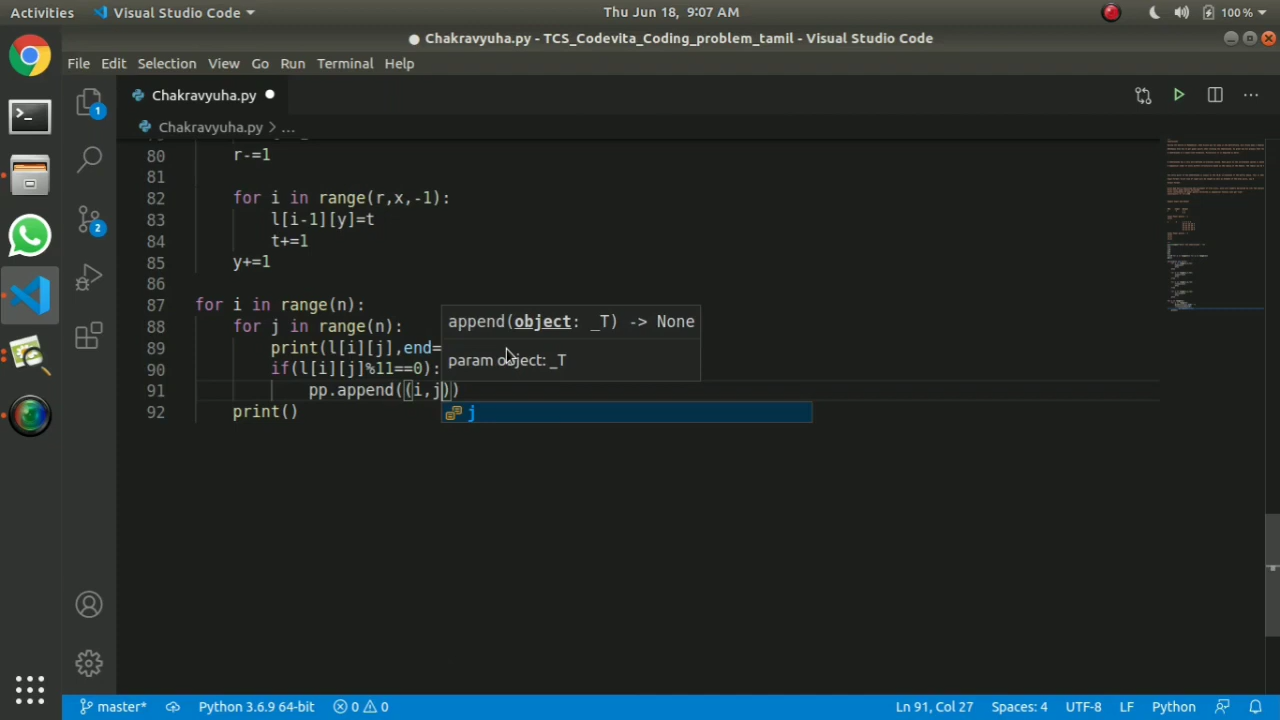 Activities Visual Studio Code Thu Jun 18, 9:07 AM 100 %
● Chakravyuha.py - TCS_Codevita_Coding_problem_tamil - Visual Studio Code
File Edit Selection View Go Run Terminal Help
1 Chakravyuha.py ●
Chakravyuha.py > ...
80 r-=1
81
82 for i in range(r,x,-1):
83 l[i-1][y]=t
84 t+=1
2
85 y+=1
86
87 for i in range(n):
append(object: _T) -> None
88 for j in range(n):
89 print(l[i][j],end=
param object: _T
90 if(l[i][j]%11==0):
91 pp.append((i,j))
92 print()
j
master* Python 3.6.9 64-bit 0 0 Ln 91, Col 27 Spaces: 4 UTF-8 LF Python